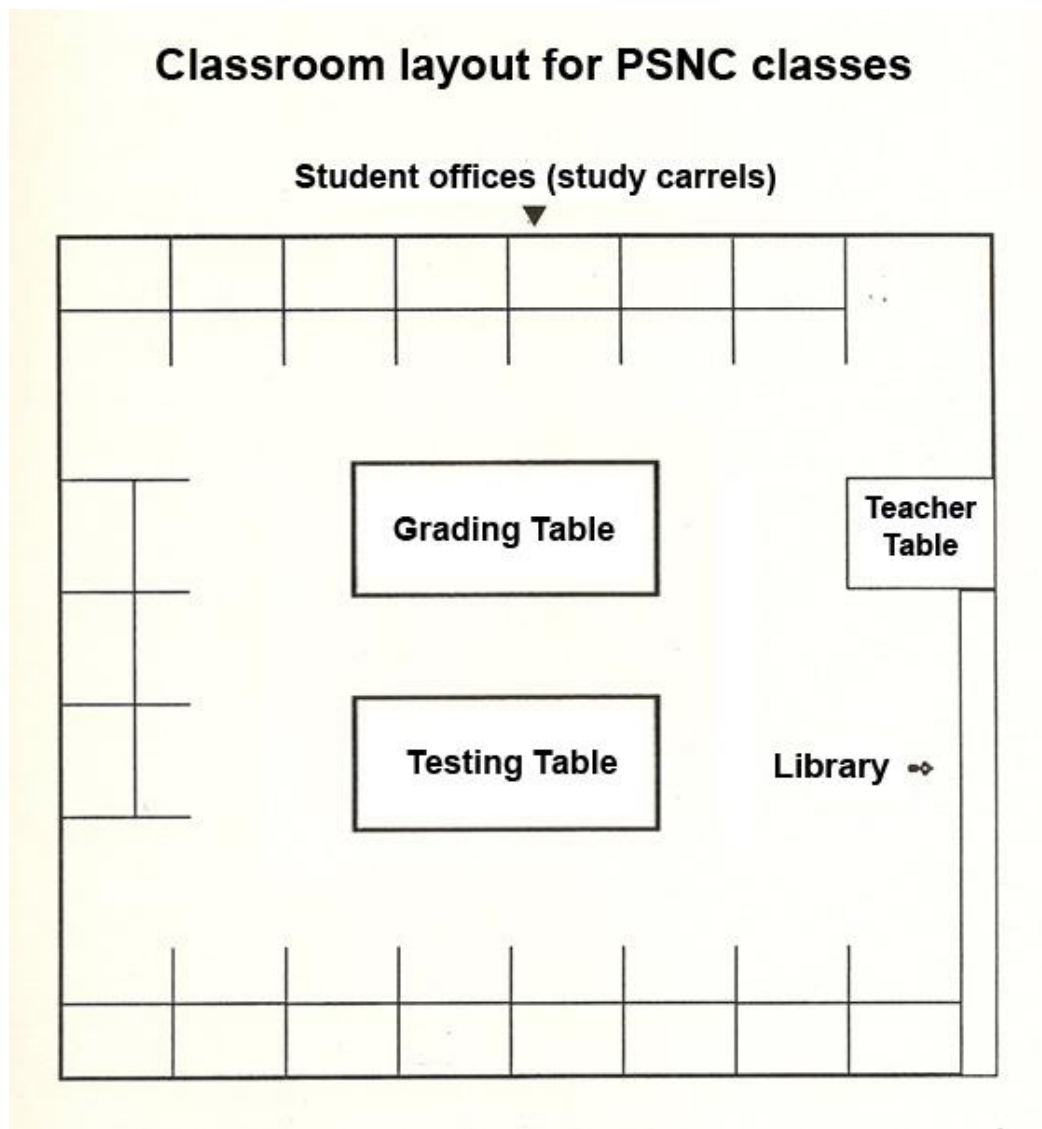 Classroom layout for PSNC classes
Student offices (study carrels)
Grading Table
Teacher
Table
Testing Table
Library